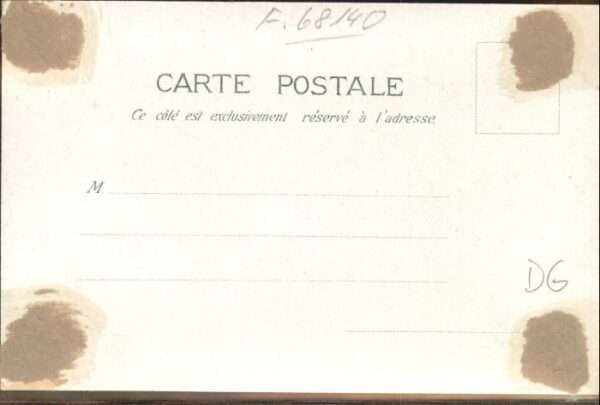 F. 68140
CARTE POSTALE
Ce côté est exclusivement réservé à l'adresse
M
DG